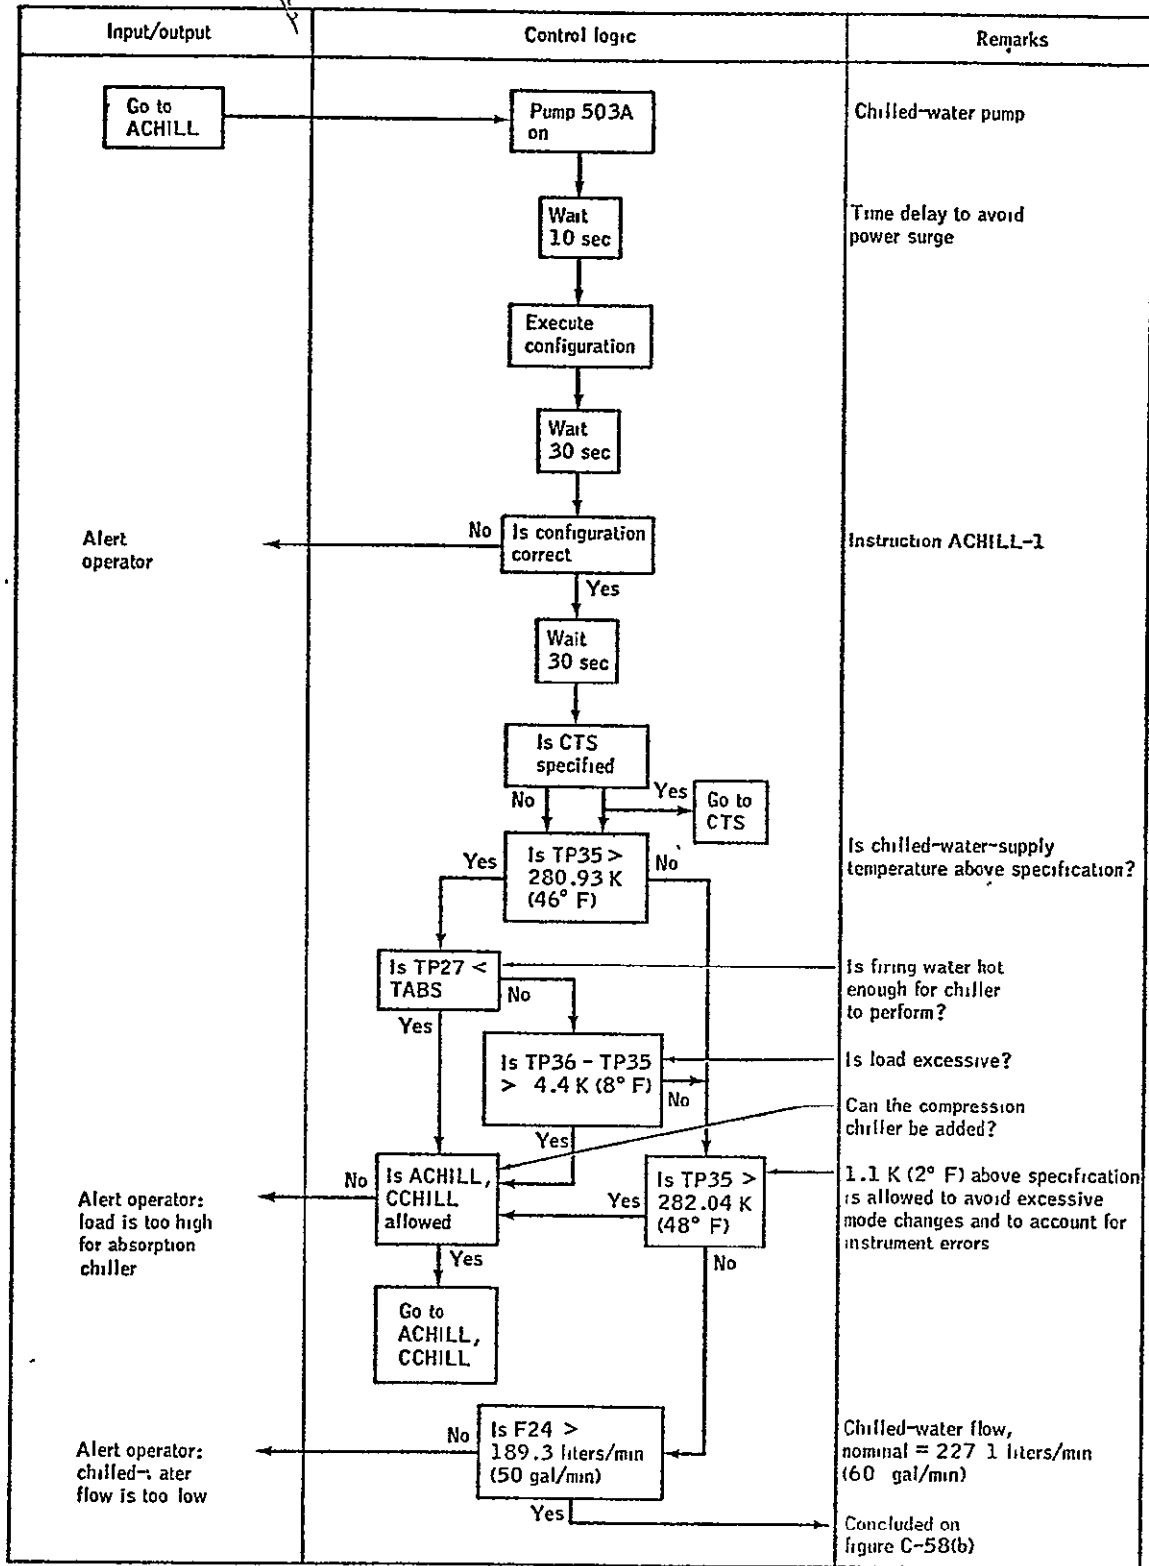 Input/output
Control logic
Remarks
Go to
ACHILL
Pump 503A
on
Chilled-water pump
Wait
10 sec
Time delay to avoid
power surge
Execute
configuration
Wait
30 sec
Alert
operator
No
Is configuration
correct
Instruction ACHILL-1
Yes
Wait
30 sec
Is CTS
specified
No
Yes
Go to
CTS
Yes
Is TP35 >
280.93 K
(46° F)
No
Is chilled-water-supply
temperature above specification?
Is TP27 <
TABS
No
Yes
Is firing water hot
enough for chiller
to perform?
Is TP36 - TP35
> 4.4 K (8° F)
No
Yes
Is load excessive?
Can the compression
chiller be added?
Alert operator:
load is too high
for absorption
chiller
No
Is ACHILL,
CCHILL
allowed
Yes
Yes
Is TP35 >
282.04 K
(48° F)
No
1.1 K (2° F) above specification
is allowed to avoid excessive
mode changes and to account for
instrument errors
Go to
ACHILL,
CCHILL
Alert operator:
chilled- ater
flow is too low
No
Is F24 >
189.3 liters/min
(50 gal/min)
Yes
Chilled-water flow,
nominal = 227 1 liters/min
(60 gal/min)
Concluded on
figure C-58(b)